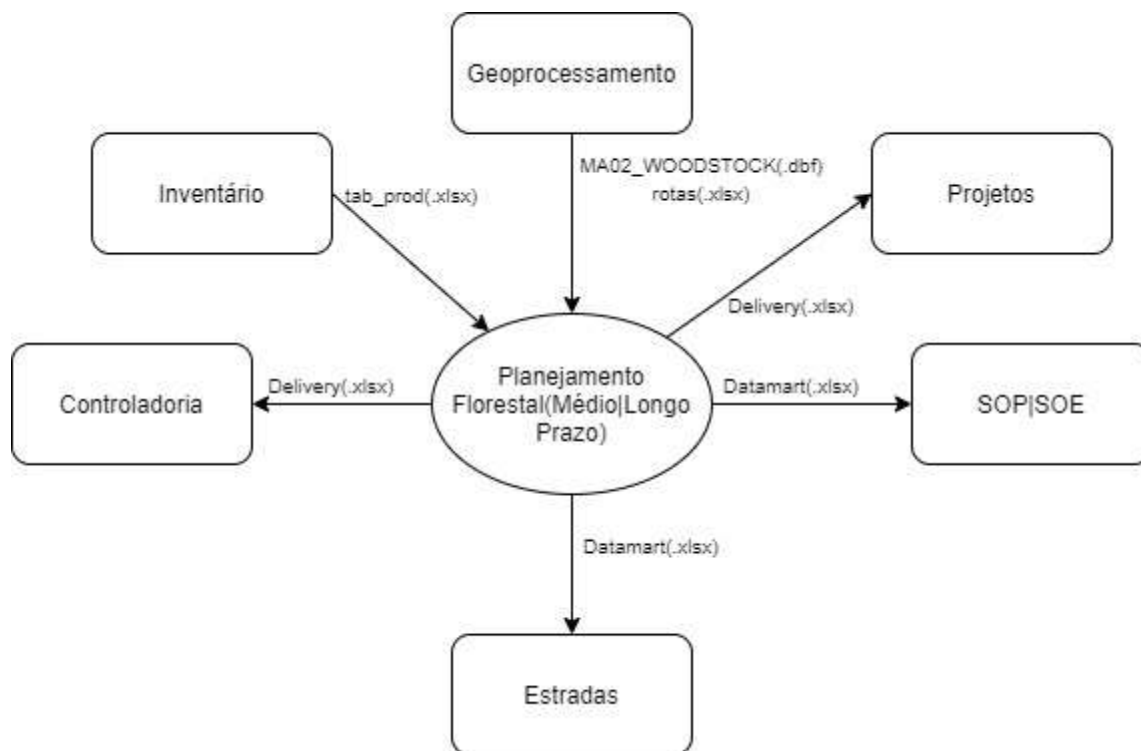 Geoprocessamento
Inventário
tab_prod(.xlsx)
MA02_WOODSTOCK(.dbf)
rotas(.xlsx)
Projetos
Delivery(.xlsx)
Controladoria
Delivery(.xlsx)
Planejamento
Florestal(Médio|Longo
Prazo)
Datamart(.xlsx)
SOP|SOE
Datamart(.xlsx)
Estradas